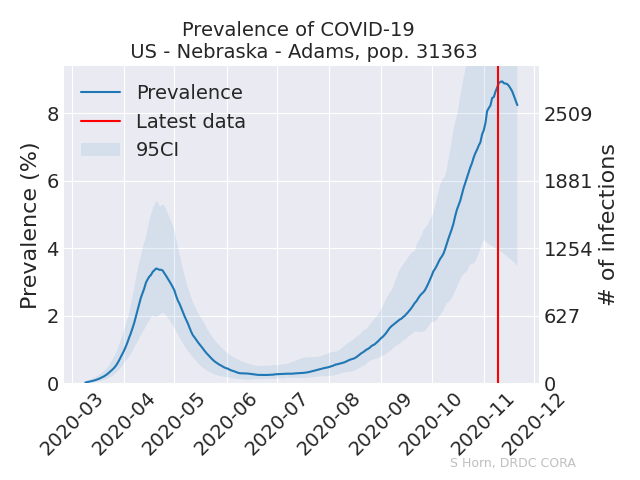 Prevalence of COVID-19
US - Nebraska - Adams, pop. 31363
Prevalence
Latest data
95CI
Prevalence (%)
8
6
4
2
0
2509
1881
1254
627
0
# of infections
2020-03
2020-04
2020-05
2020-06
2020-07
2020-08
2020-09
2020-10
2020-11
2020-12
S Horn, DRDC CORA